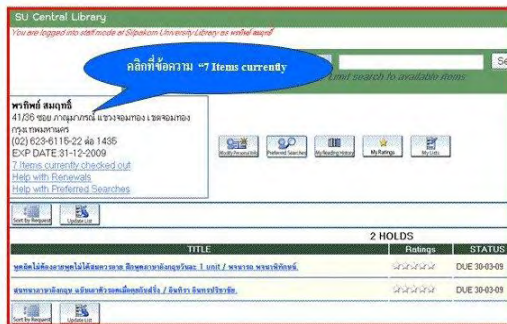 SU Central Library
You are logged into staff mode at Silpakorn University Library as พรทิพย์ สมฤทธิ์
คลิกที่ข้อความ “7 Items currently
Limit search to available items
พรทิพย์ สมฤทธิ์
41/36 ซอย ภาณุมาภรณ์ แขวงจอมทอง เขตจอมทอง
กรุงเทพมหานคร
(02) 623-6115-22 ต่อ 1435
EXP DATE:31-12-2009
7 Items currently checked out
Help with Renewals
Help with Preferred Searches
Modify Personal Info
Preferred Searches
My Reading History
My Ratings
My Lists
Sort by Request
Update List
2 HOLDS
TITLE Ratings STATUS
DUE 30-03-09
DUE 30-03-09
Sort by Request
Update List